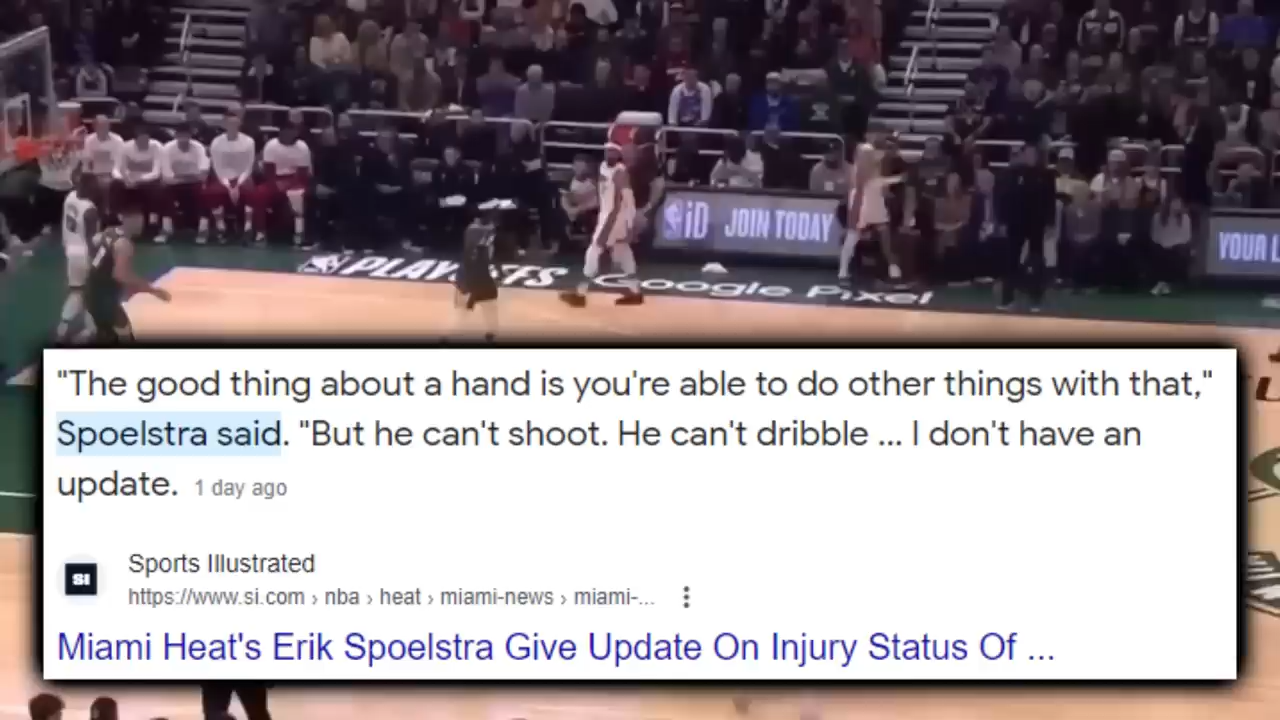 iD JOIN TODAY
YOUR L
PLAYOFFS Google Pixel
"The good thing about a hand is you're able to do other things with that,"
Spoelstra said. "But he can't shoot. He can't dribble ... I don't have an
update. 1 day ago
SI
Sports Illustrated
https://www.si.com › nba › heat › miami-news › miami-...
Miami Heat's Erik Spoelstra Give Update On Injury Status Of ...